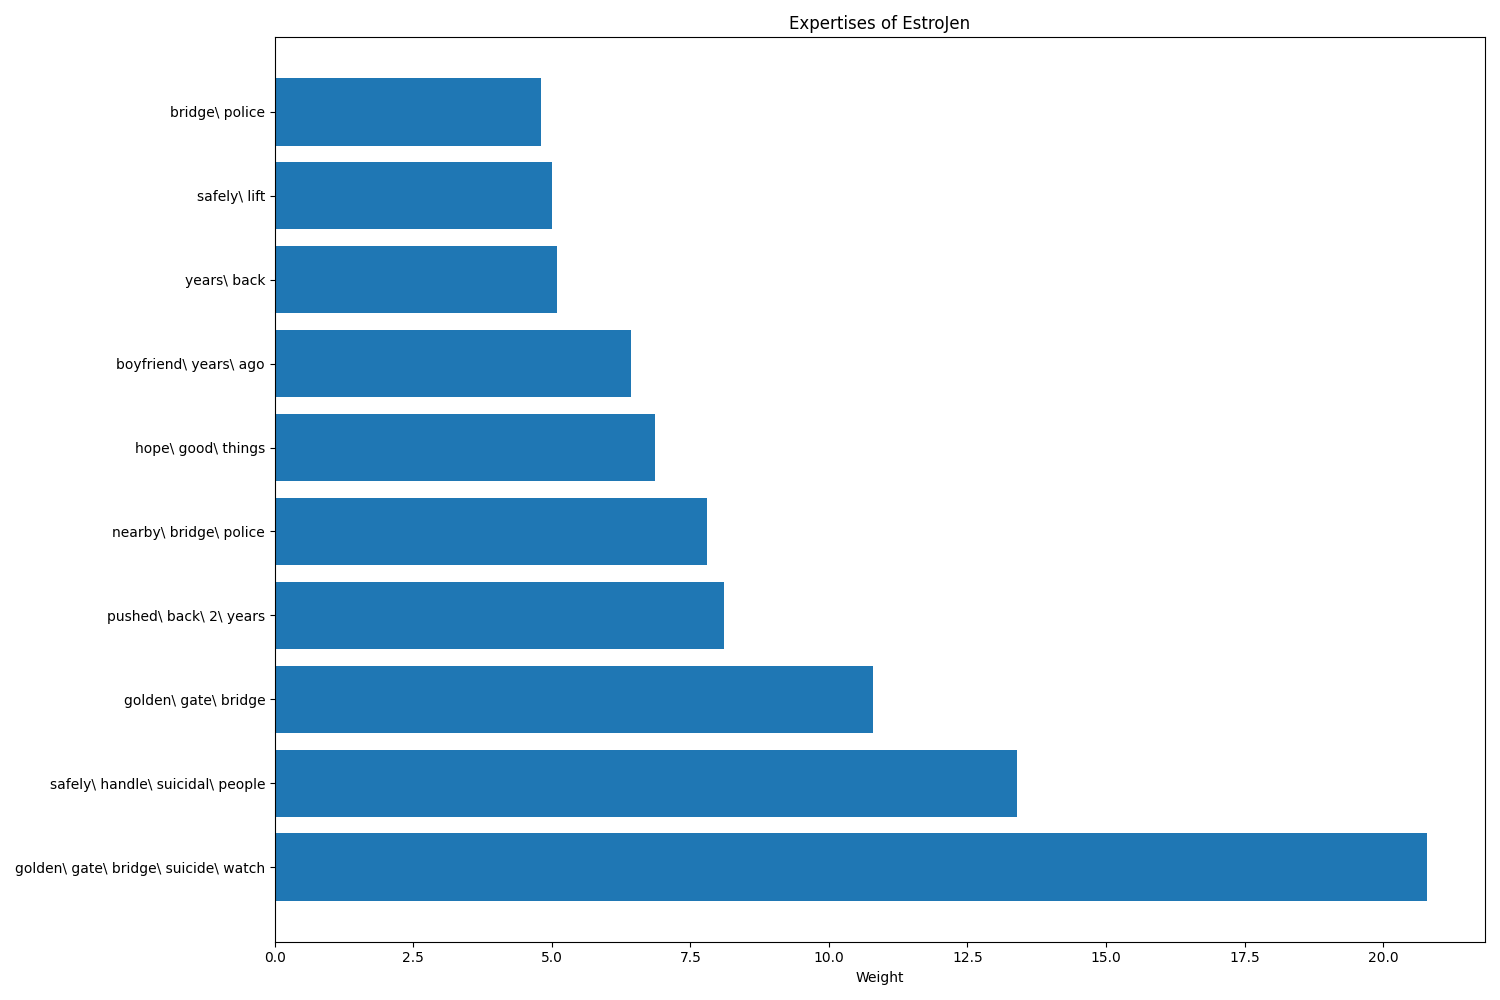 Expertises of EstroJen
bridge\ police
safely\ lift
years\ back
boyfriend\ years\ ago
hope\ good\ things
nearby\ bridge\ police
pushed\ back\ 2\ years
golden\ gate\ bridge
safely\ handle\ suicidal\ people
golden\ gate\ bridge\ suicide\ watch
0.0 2.5 5.0 7.5 10.0 12.5 15.0 17.5 20.0
Weight